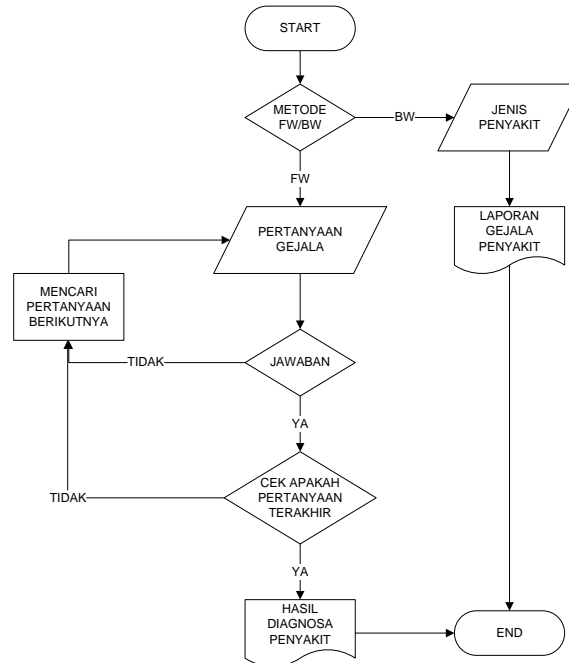 START
METODE
FW/BW
BW
JENIS
PENYAKIT
FW
LAPORAN
GEJALA
PENYAKIT
PERTANYAAN
GEJALA
MENCARI
PERTANYAAN
BERIKUTNYA
TIDAK
JAWABAN
YA
CEK APAKAH
PERTANYAAN
TERAKHIR
TIDAK
YA
HASIL
DIAGNOSA
PENYAKIT
END